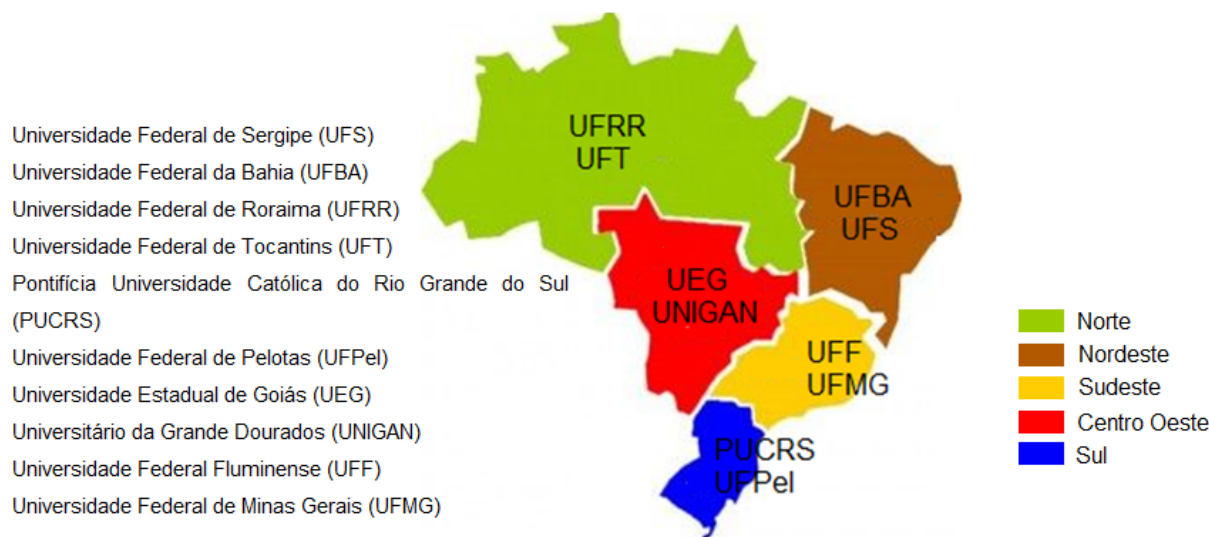 Universidade Federal de Sergipe (UFS)
Universidade Federal da Bahia (UFBA)
Universidade Federal de Roraima (UFRR)
Universidade Federal de Tocantins (UFT)
Pontifícia Universidade Católica do Rio Grande do Sul
(PUCRS)
Universidade Federal de Pelotas (UFPel)
Universidade Estadual de Goiás (UEG)
Universitário da Grande Dourados (UNIGAN)
Universidade Federal Fluminense (UFF)
Universidade Federal de Minas Gerais (UFMG)
UFRR
UFT
UFBA
UFS
UEG
UNIGAN
UFF
UFMG
PUCRS
UFPel
Norte
Nordeste
Sudeste
Centro Oeste
Sul